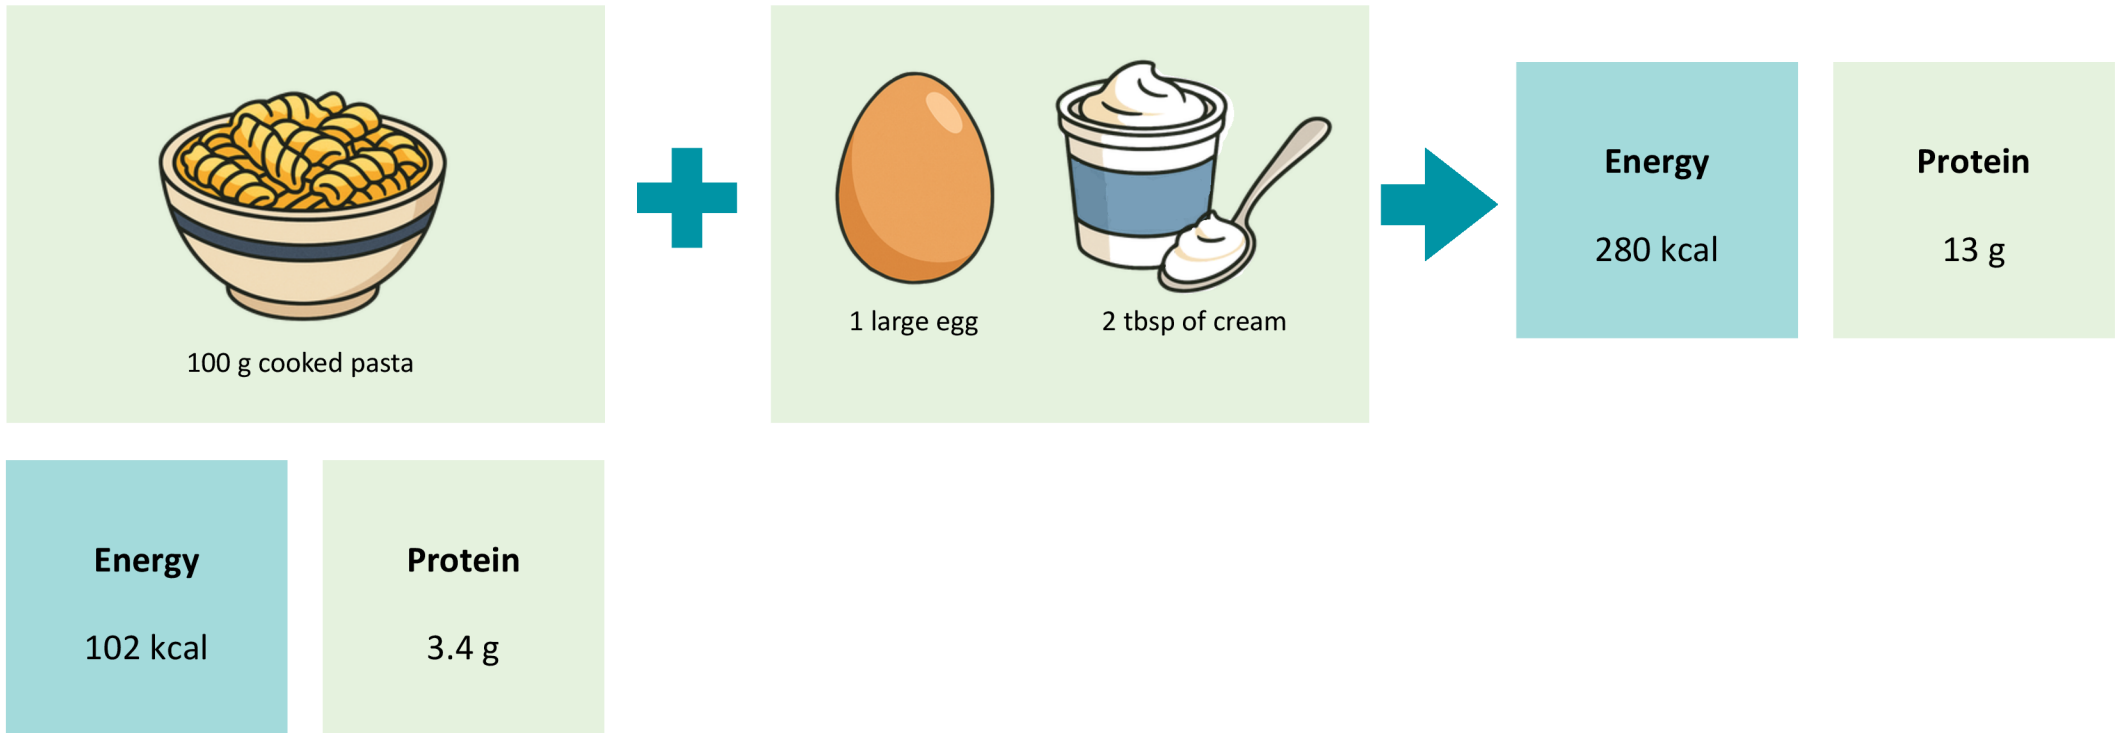 100 g cooked pasta
1 large egg
2 tbsp of cream
Energy
280 kcal
Protein
13 g
Energy
102 kcal
Protein
3.4 g